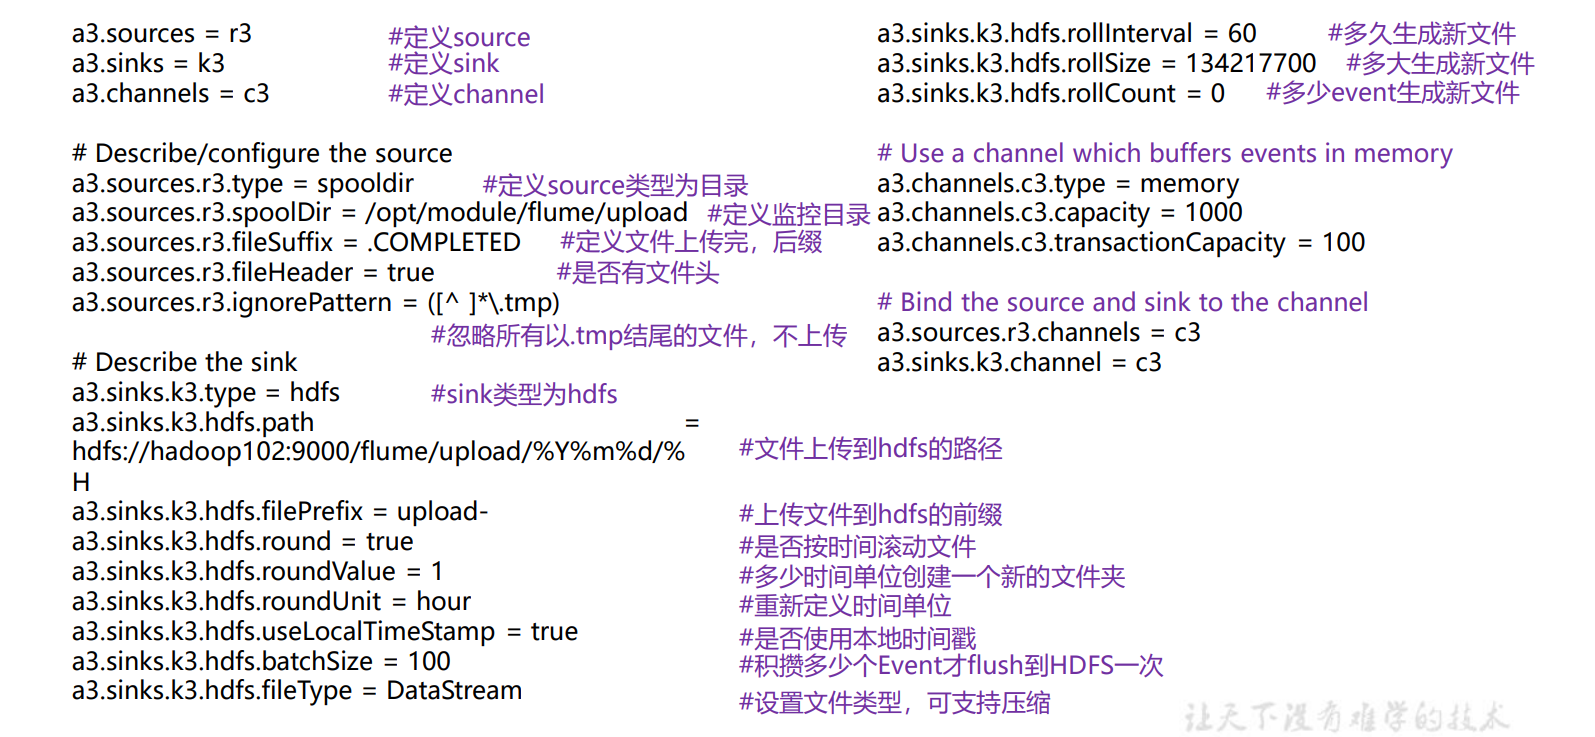 a3.sources = r3 #定义source
a3.sinks = k3 #定义sink
a3.channels = c3 #定义channel
# Describe/configure the source
a3.sources.r3.type = spooldir #定义source类型为目录
a3.sources.r3.spoolDir = /opt/module/flume/upload #定义监控目录
a3.sources.r3.fileSuffix = .COMPLETED #定义文件上传完，后缀
a3.sources.r3.fileHeader = true #是否有文件头
a3.sources.r3.ignorePattern = ([^ ]*\.tmp)
#忽略所有以.tmp结尾的文件，不上传
# Describe the sink
a3.sinks.k3.type = hdfs #sink类型为hdfs
a3.sinks.k3.hdfs.path =
hdfs://hadoop102:9000/flume/upload/%Y%m%d/% #文件上传到hdfs的路径
H
a3.sinks.k3.hdfs.filePrefix = upload- #上传文件到hdfs的前缀
a3.sinks.k3.hdfs.round = true #是否按时间滚动文件
a3.sinks.k3.hdfs.roundValue = 1 #多少时间单位创建一个新的文件夹
a3.sinks.k3.hdfs.roundUnit = hour #重新定义时间单位
a3.sinks.k3.hdfs.useLocalTimeStamp = true #是否使用本地时间戳
a3.sinks.k3.hdfs.batchSize = 100 #积攒多少个Event才flush到HDFS一次
a3.sinks.k3.hdfs.fileType = DataStream #设置文件类型，可支持压缩
a3.sinks.k3.hdfs.rollInterval = 60 #多久生成新文件
a3.sinks.k3.hdfs.rollSize = 134217700 #多大生成新文件
a3.sinks.k3.hdfs.rollCount = 0 #多少event生成新文件
# Use a channel which buffers events in memory
a3.channels.c3.type = memory
a3.channels.c3.capacity = 1000
a3.channels.c3.transactionCapacity = 100
# Bind the source and sink to the channel
a3.sources.r3.channels = c3
a3.sinks.k3.channel = c3
让天下没有难学的技术